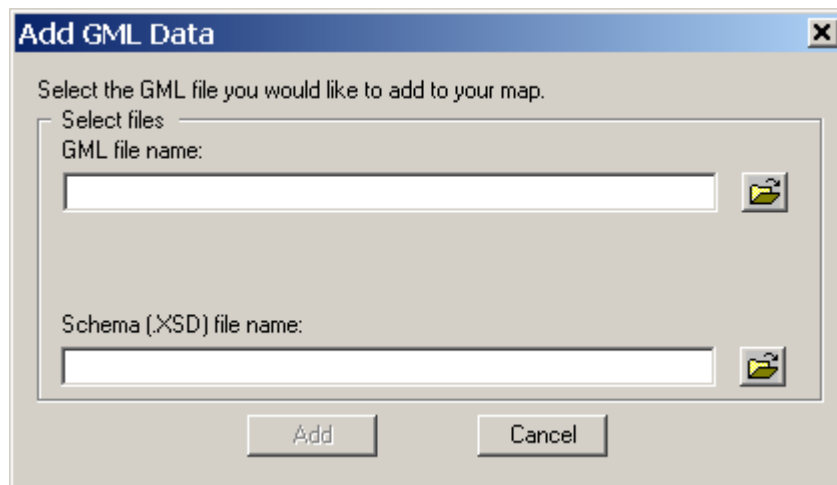 Add GML Data
Select the GML file you would like to add to your map.
Select files
GML file name:
Schema (.XSD) file name:
Add
Cancel